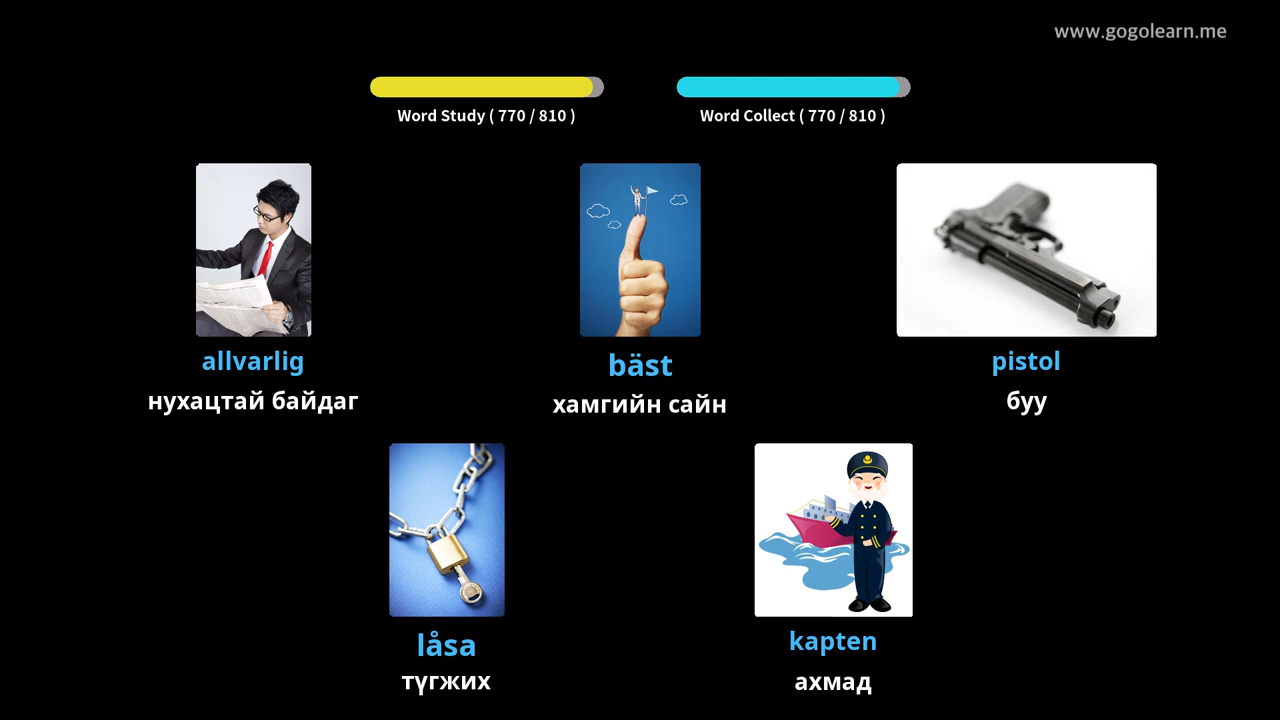 www.gogolearn.me
Word Study ( 770 / 810 )
Word Collect ( 770 / 810 )
allvarlig
нухацтай байдаг
bäst
хамгийн сайн
pistol
буу
låsa
түгжих
kapten
ахмад